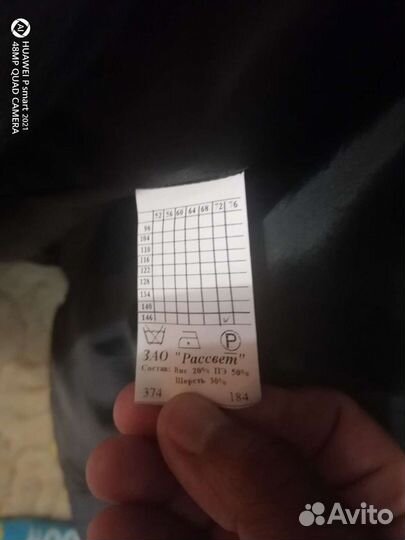 HUAWEI P smart 2021
48MP QUAD CAMERA
52 56 60 64 68 72 76
98
104
110
116
122
128
134
140
146
P
ЗАО "Рассвет"
Состав: Вис 20% ПЭ 50%
Шерсть 30%
374 184
Avito